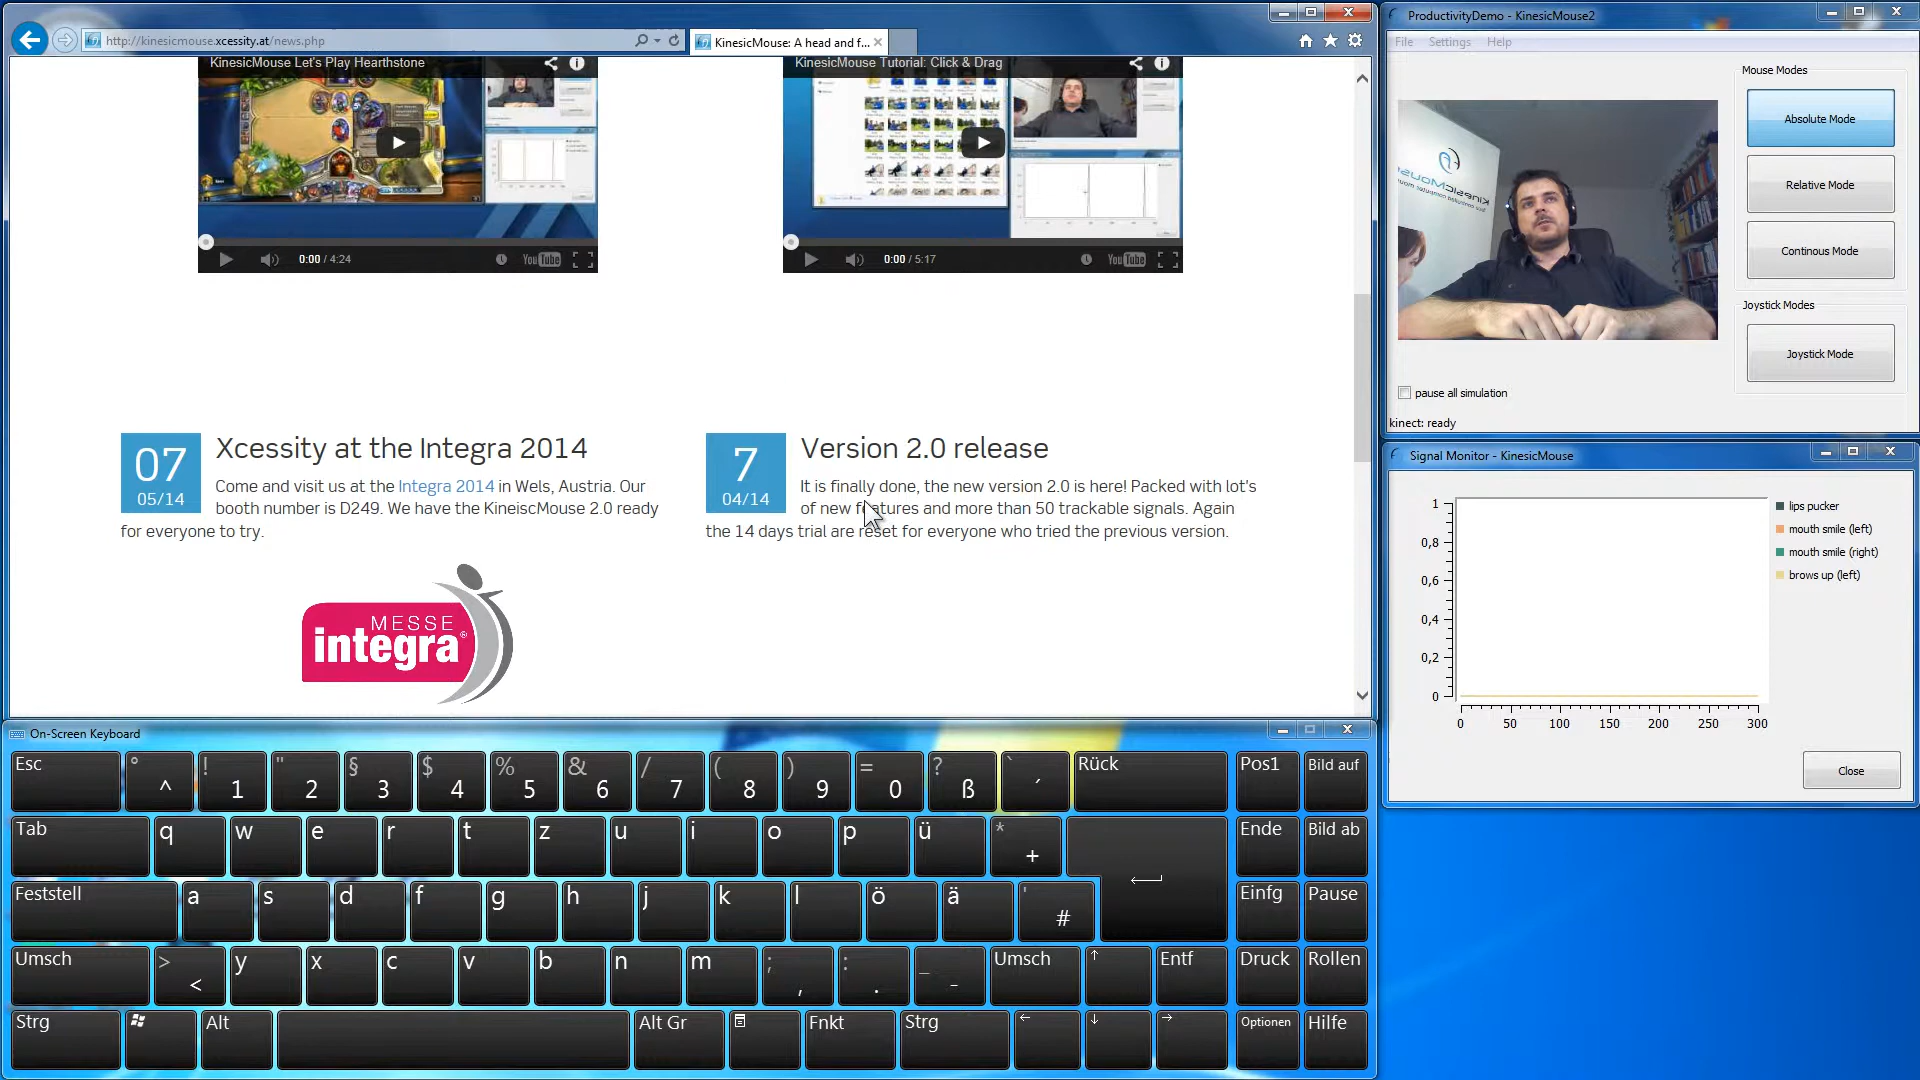 http://kinesicmouse.xcessity.at/news.php
KinesicMouse: A head and f...
KinesicMouse Let's Play Hearthstone
KinesicMouse Tutorial: Click & Drag
0:00 / 4:24
YouTube
0:00 / 5:17
YouTube
07
05/14
Xcessity at the Integra 2014
Come and visit us at the Integra 2014 in Wels, Austria. Our
booth number is D249. We have the KineiscMouse 2.0 ready
for everyone to try.
7
04/14
Version 2.0 release
It is finally done, the new version 2.0 is here! Packed with lot's
of new features and more than 50 trackable signals. Again
the 14 days trial are reset for everyone who tried the previous version.
MESSE
integra®
ProductivityDemo - KinesicMouse2
File Settings Help
Mouse Modes
Absolute Mode
Relative Mode
Continous Mode
Joystick Modes
Joystick Mode
KinesicMouse
pause all simulation
kinect: ready
Signal Monitor - KinesicMouse
1
0,8
0,6
0,4
0,2
0
0 50 100 150 200 250 300
lips pucker
mouth smile (left)
mouth smile (right)
brows up (left)
Close
On-Screen Keyboard
Esc ° ^ ! 1 " 2 § 3 $ 4 % 5 & 6 / 7 ( 8 ) 9 = 0 ? ß ` ´ Rück Pos1 Bild auf
Tab q w e r t z u i o p ü * + Ende Bild ab
Feststell a s d f g h j k l ö ä ' # Einfg Pause
Umsch > < y x c v b n m ; , : . _ - Umsch ↑ Entf Druck Rollen
Strg Alt Alt Gr Fnkt Strg ← ↓ → Optionen Hilfe